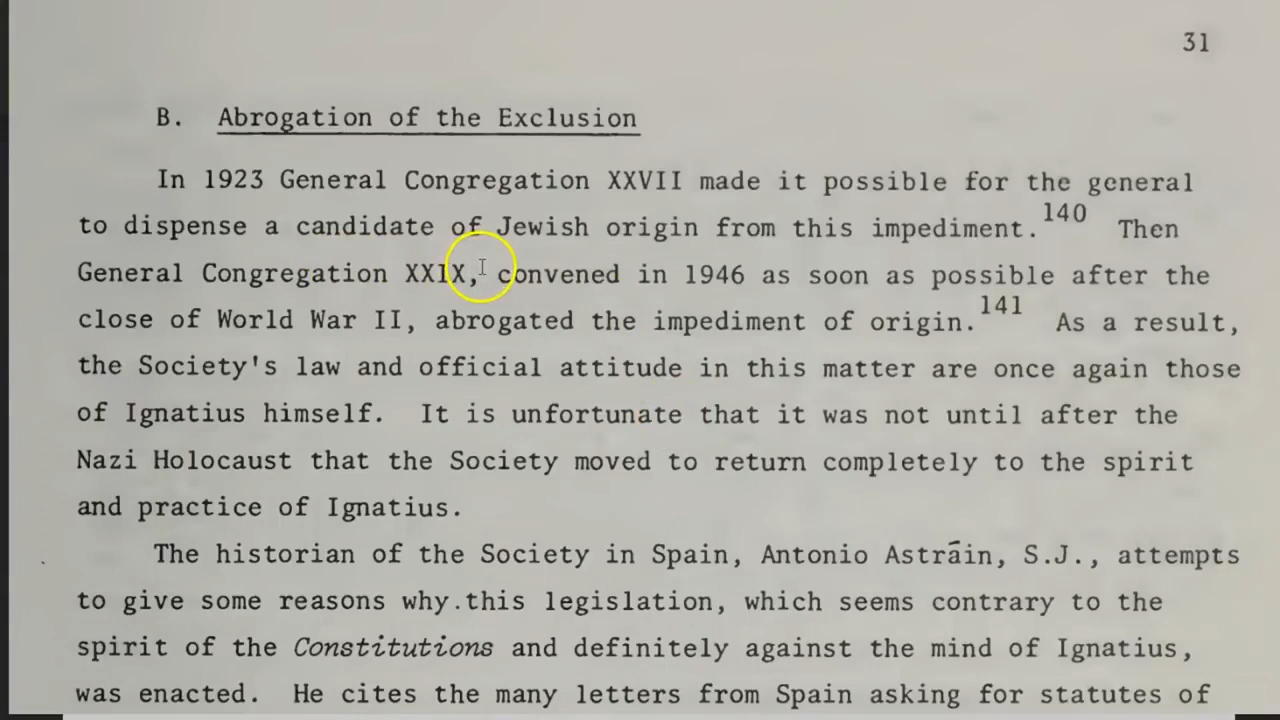 31
B. Abrogation of the Exclusion
In 1923 General Congregation XXVII made it possible for the general
to dispense a candidate of Jewish origin from this impediment.140 Then
General Congregation XXIX, convened in 1946 as soon as possible after the
close of World War II, abrogated the impediment of origin.141 As a result,
the Society's law and official attitude in this matter are once again those
of Ignatius himself. It is unfortunate that it was not until after the
Nazi Holocaust that the Society moved to return completely to the spirit
and practice of Ignatius.
The historian of the Society in Spain, Antonio Astrāin, S.J., attempts
to give some reasons why.this legislation, which seems contrary to the
spirit of the Constitutions and definitely against the mind of Ignatius,
was enacted. He cites the many letters from Spain asking for statutes of